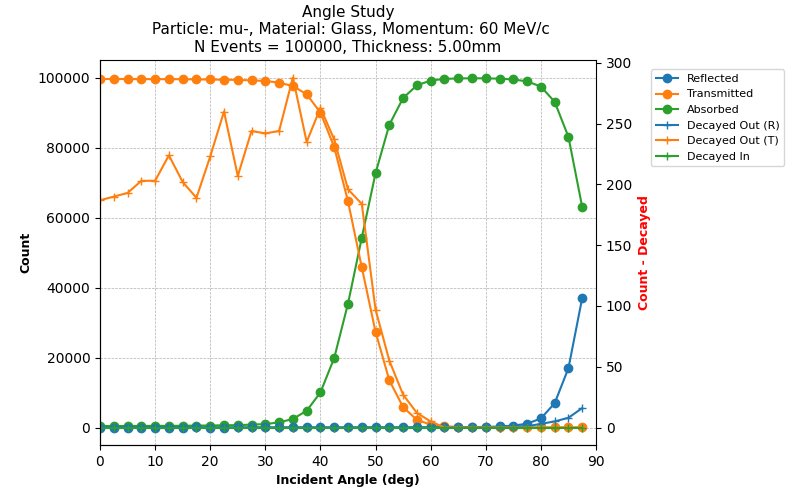 Angle Study
Particle: mu-, Material: Glass, Momentum: 60 MeV/c
N Events = 100000, Thickness: 5.00mm
100000
80000
60000
40000
20000
0
Count
0 10 20 30 40 50 60 70 80 90
Incident Angle (deg)
300
250
200
150
100
50
0
Count - Decayed
Reflected
Transmitted
Absorbed
Decayed Out (R)
Decayed Out (T)
Decayed In